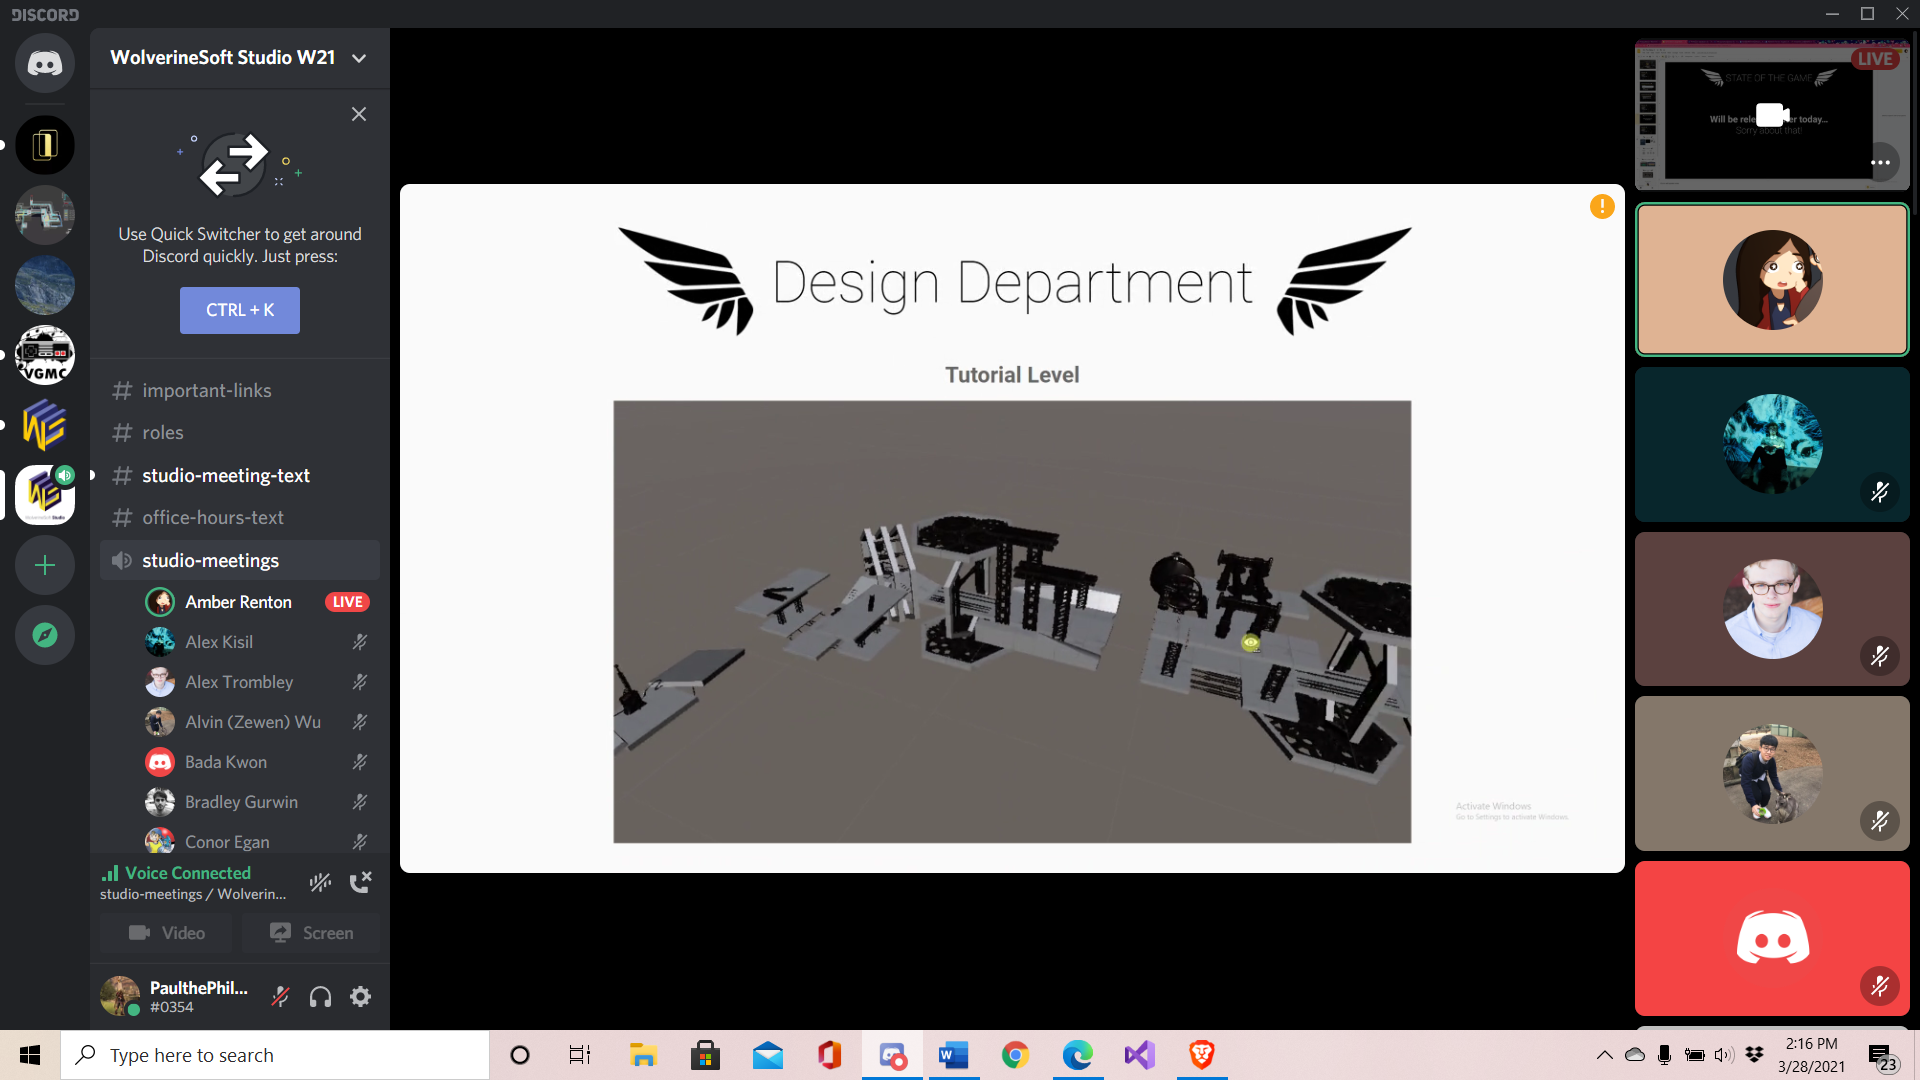 DISCORD
WolverineSoft Studio W21
Use Quick Switcher to get around
Discord quickly. Just press:
CTRL + K
VGMC
important-links
roles
studio-meeting-text
office-hours-text
studio-meetings
Amber Renton
LIVE
Alex Kisil
Alex Trombley
Alvin (Zewen) Wu
Bada Kwon
Bradley Gurwin
Conor Egan
Voice Connected
studio-meetings / Wolverin...
Video
Screen
PaulthePhil...
#0354
Design Department
Tutorial Level
Activate Windows
Go to Settings to activate Windows.
LIVE
STATE OF THE GAME
Will be rele
er today...
Sorry about that!
Type here to search
2:16 PM
3/28/2021
23